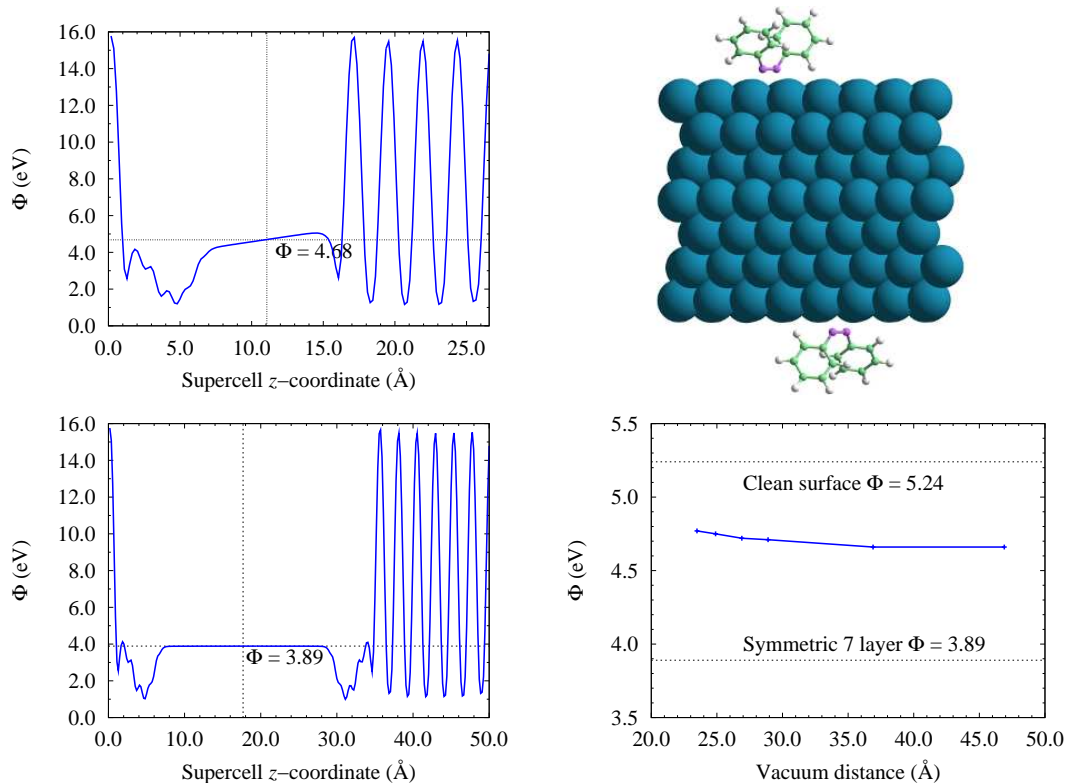 16.0
14.0
12.0
10.0
8.0
6.0
4.0
2.0
0.0
Φ (eV)
Φ = 4.68
0.0 5.0 10.0 15.0 20.0 25.0
Supercell z−coordinate (Å)
16.0
14.0
12.0
10.0
8.0
6.0
4.0
2.0
0.0
Φ (eV)
Φ = 3.89
0.0 10.0 20.0 30.0 40.0 50.0
Supercell z−coordinate (Å)
5.5
5.0
4.5
4.0
3.5
Φ (eV)
Clean surface Φ = 5.24
Symmetric 7 layer Φ = 3.89
20.0 25.0 30.0 35.0 40.0 45.0 50.0
Vacuum distance (Å)